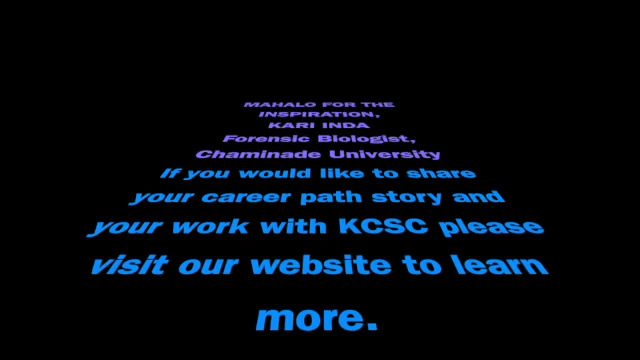 MAHALO FOR THE
INSPIRATION,
KARI INDA
Forensic Biologist,
Chaminade University
If you would like to share
your career path story and
your work with KCSC please
visit our website to learn
more.